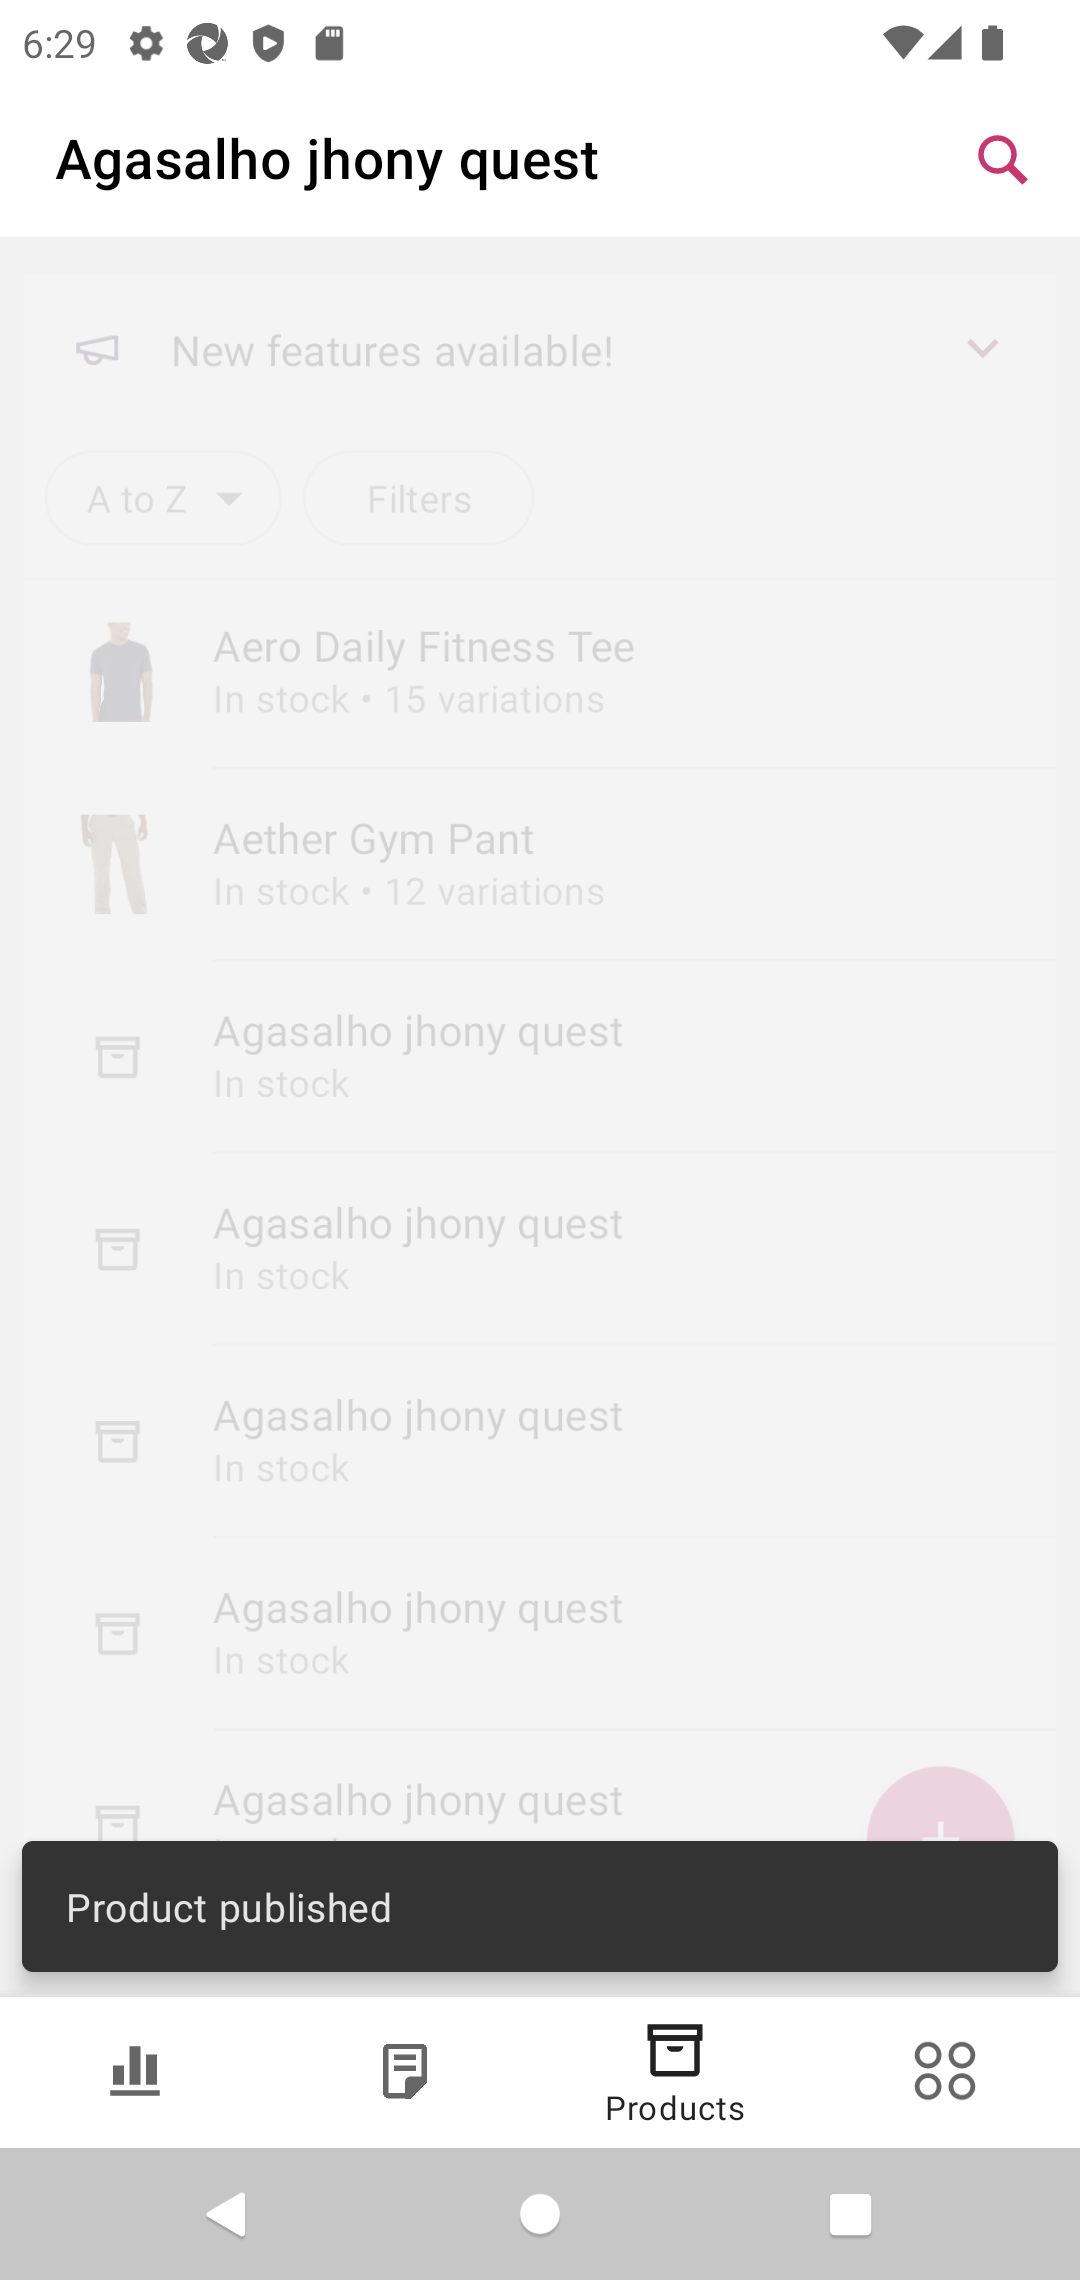 6:29
Agasalho jhony quest
New features available!
A to Z
Filters
Aero Daily Fitness Tee
In stock • 15 variations
Aether Gym Pant
In stock • 12 variations
Agasalho jhony quest
In stock
Agasalho jhony quest
In stock
Agasalho jhony quest
In stock
Agasalho jhony quest
In stock
Agasalho jhony quest
Product published
Products